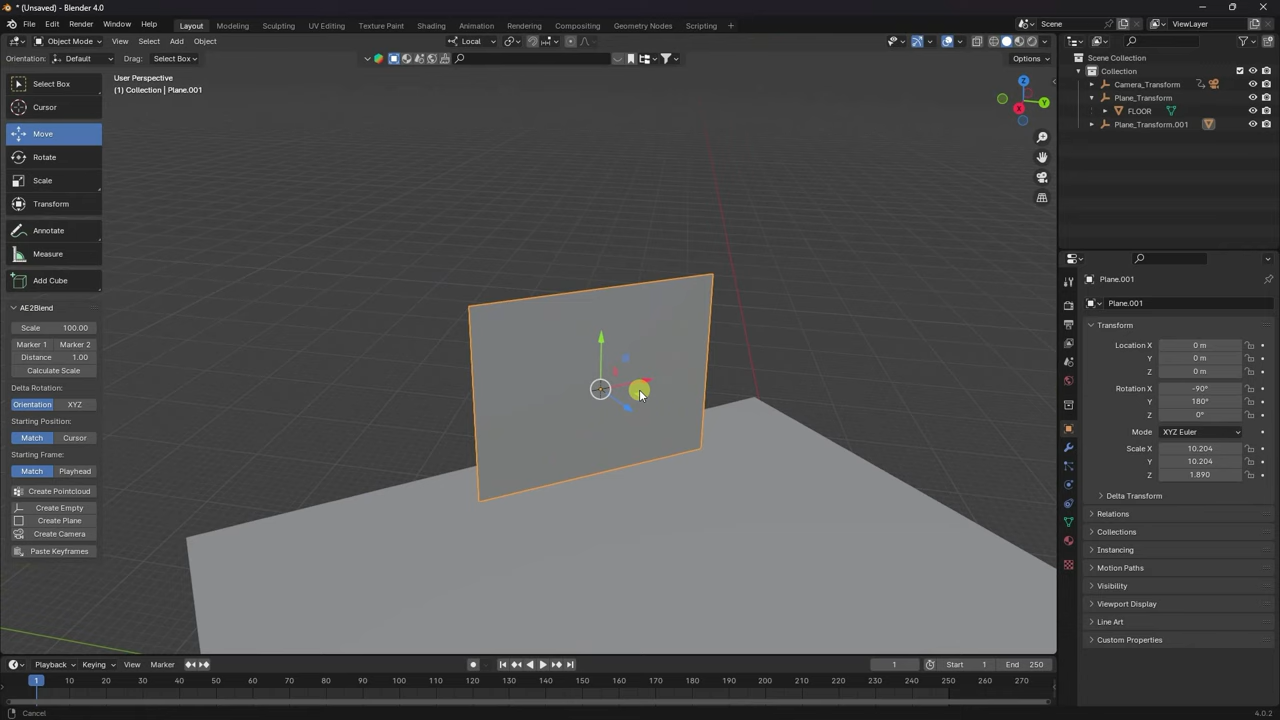 * (Unsaved) - Blender 4.0
File Edit Render Window Help
Layout Modeling Sculpting UV Editing Texture Paint Shading Animation Rendering Compositing Geometry Nodes Scripting +
Scene
ViewLayer
Object Mode View Select Add Object
Local
Orientation: Default Drag: Select Box
Options
User Perspective
(1) Collection | Plane.001
Select Box
Cursor
Move
Rotate
Scale
Transform
Annotate
Measure
Add Cube
AE2Blend
Scale 100.00
Marker 1 Marker 2
Distance 1.00
Calculate Scale
Delta Rotation:
Orientation XYZ
Starting Position:
Match Cursor
Starting Frame:
Match Playhead
Create Pointcloud
Create Empty
Create Plane
Create Camera
Paste Keyframes
Z
Y
X
Scene Collection
Collection
Camera_Transform
Plane_Transform
FLOOR
Plane_Transform.001
Plane.001
Plane.001
Transform
Location X 0 m
Y 0 m
Z 0 m
Rotation X -90°
Y 180°
Z 0°
Mode XYZ Euler
Scale X 10.204
Y 10.204
Z 1.890
Delta Transform
Relations
Collections
Instancing
Motion Paths
Visibility
Viewport Display
Line Art
Custom Properties
Playback Keying View Marker
1 Start 1 End 250
1 10 20 30 40 50 60 70 80 90 100 110 120 130 140 150 160 170 180 190 200 210 220 230 240 250 260 270
Cancel
4.0.2